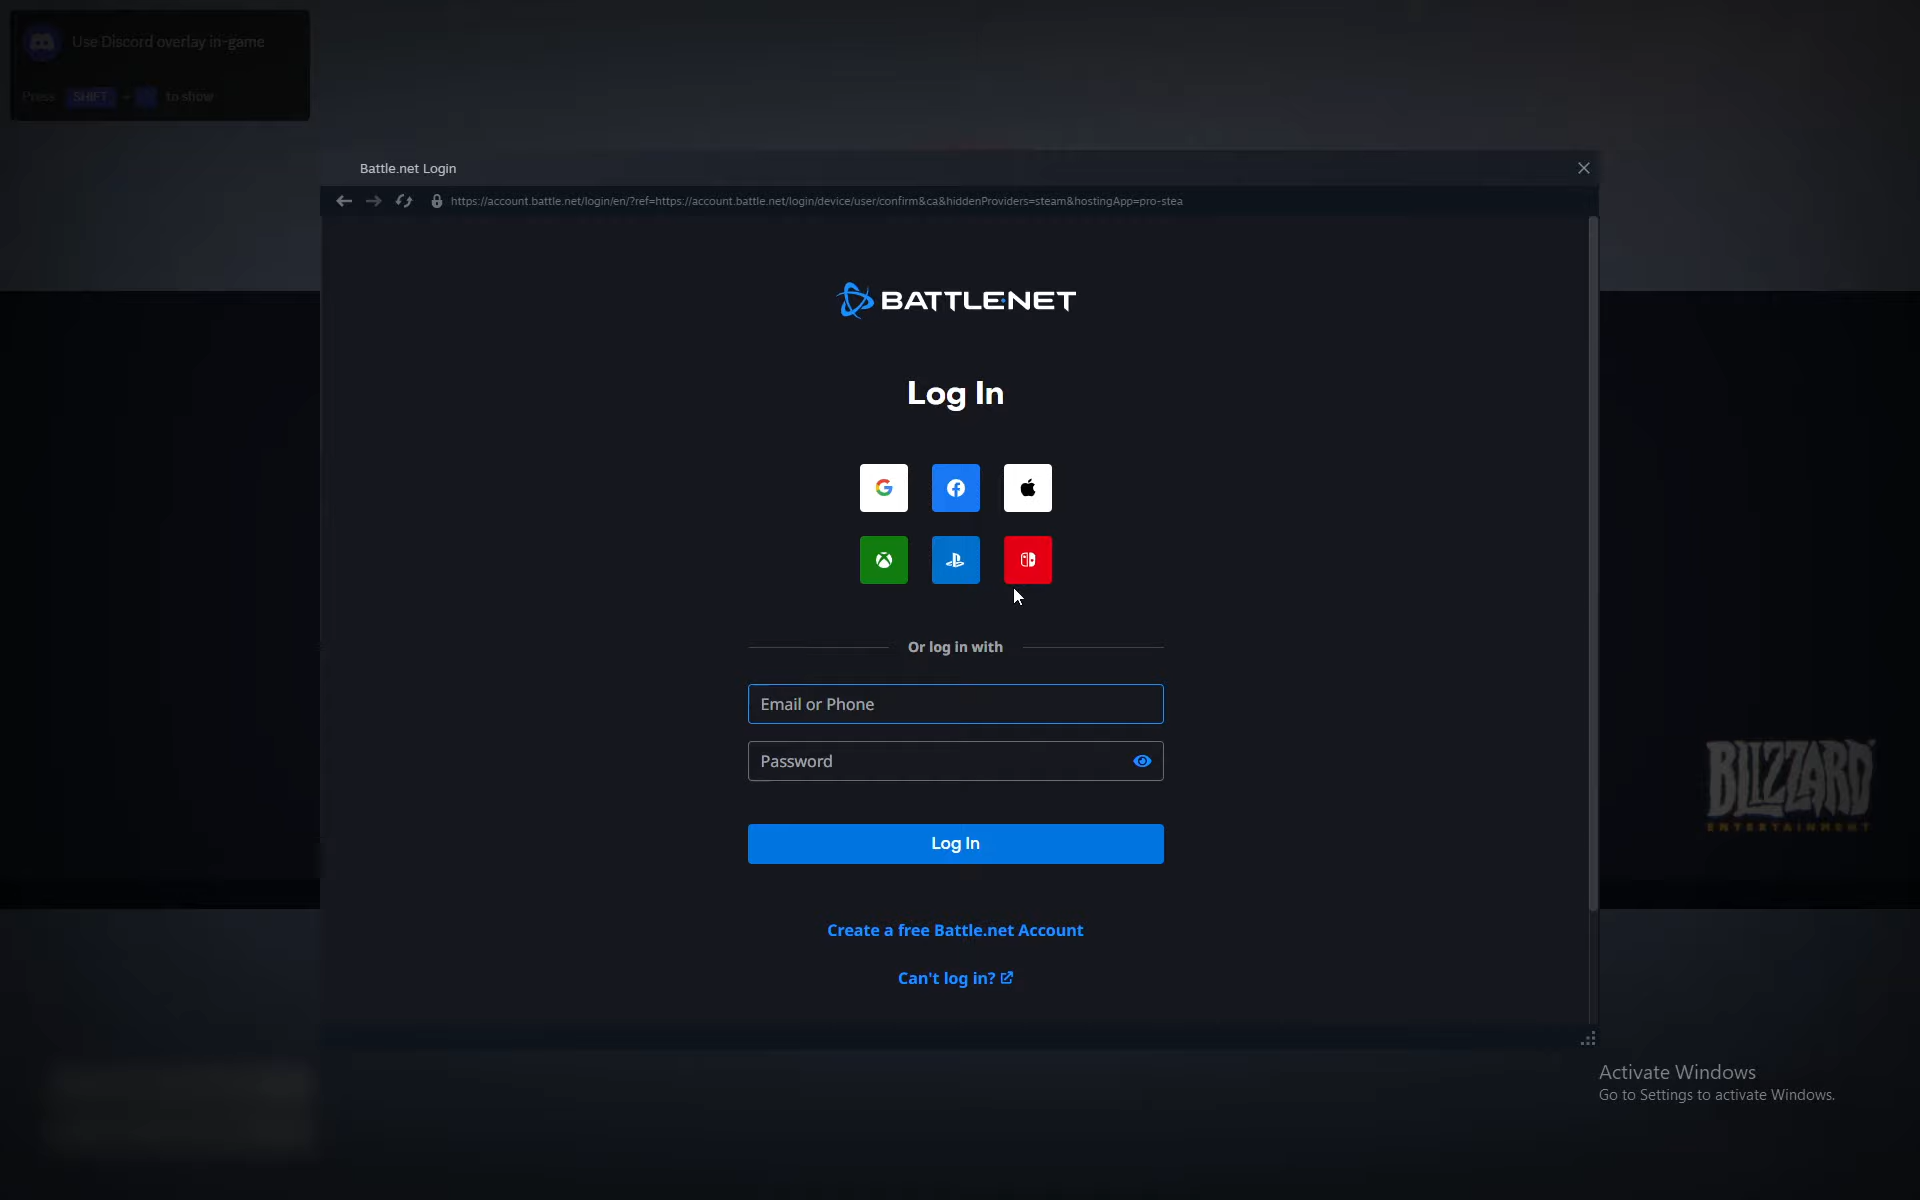 Use Discord overlay in-game
Press SHIFT + to show
Battle.net Login
https://account.battle.net/login/en/?ref=https://account.battle.net/login/device/user/confirm&ca&hiddenProviders=steam&hostingApp=pro-stea
BATTLE.NET
Log In
Or log in with
Email or Phone
Password
Log In
Create a free Battle.net Account
Can't log in?
BLIZZARD
ENTERTAINMENT
Activate Windows
Go to Settings to activate Windows.